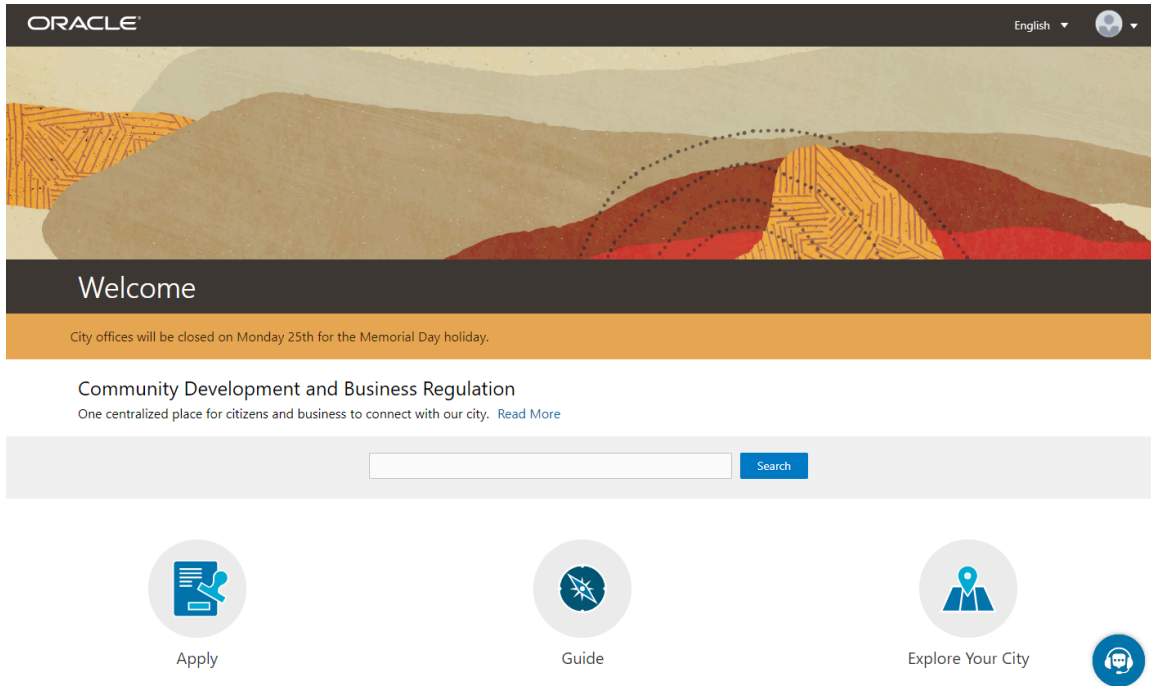 ORACLE
English
Welcome
City offices will be closed on Monday 25th for the Memorial Day holiday.
Community Development and Business Regulation
One centralized place for citizens and business to connect with our city. Read More
Search
Apply
Guide
Explore Your City